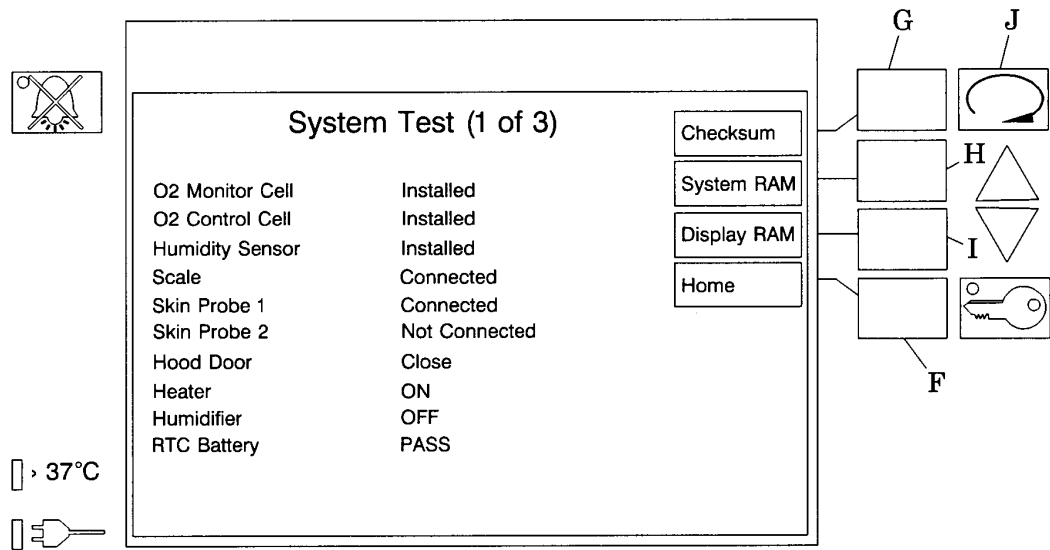 G J
System Test (1 of 3)
Checksum
System RAM
Display RAM
Home
O2 Monitor Cell Installed
O2 Control Cell Installed
Humidity Sensor Installed
Scale Connected
Skin Probe 1 Connected
Skin Probe 2 Not Connected
Hood Door Close
Heater ON
Humidifier OFF
RTC Battery PASS
H
I
F
> 37°C